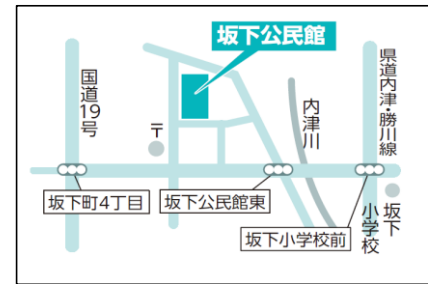 坂下公民館
国道19号
〒
内津川
県道内津・勝川線
坂下町4丁目
坂下公民館東
坂下小学校前
坂下
小学校